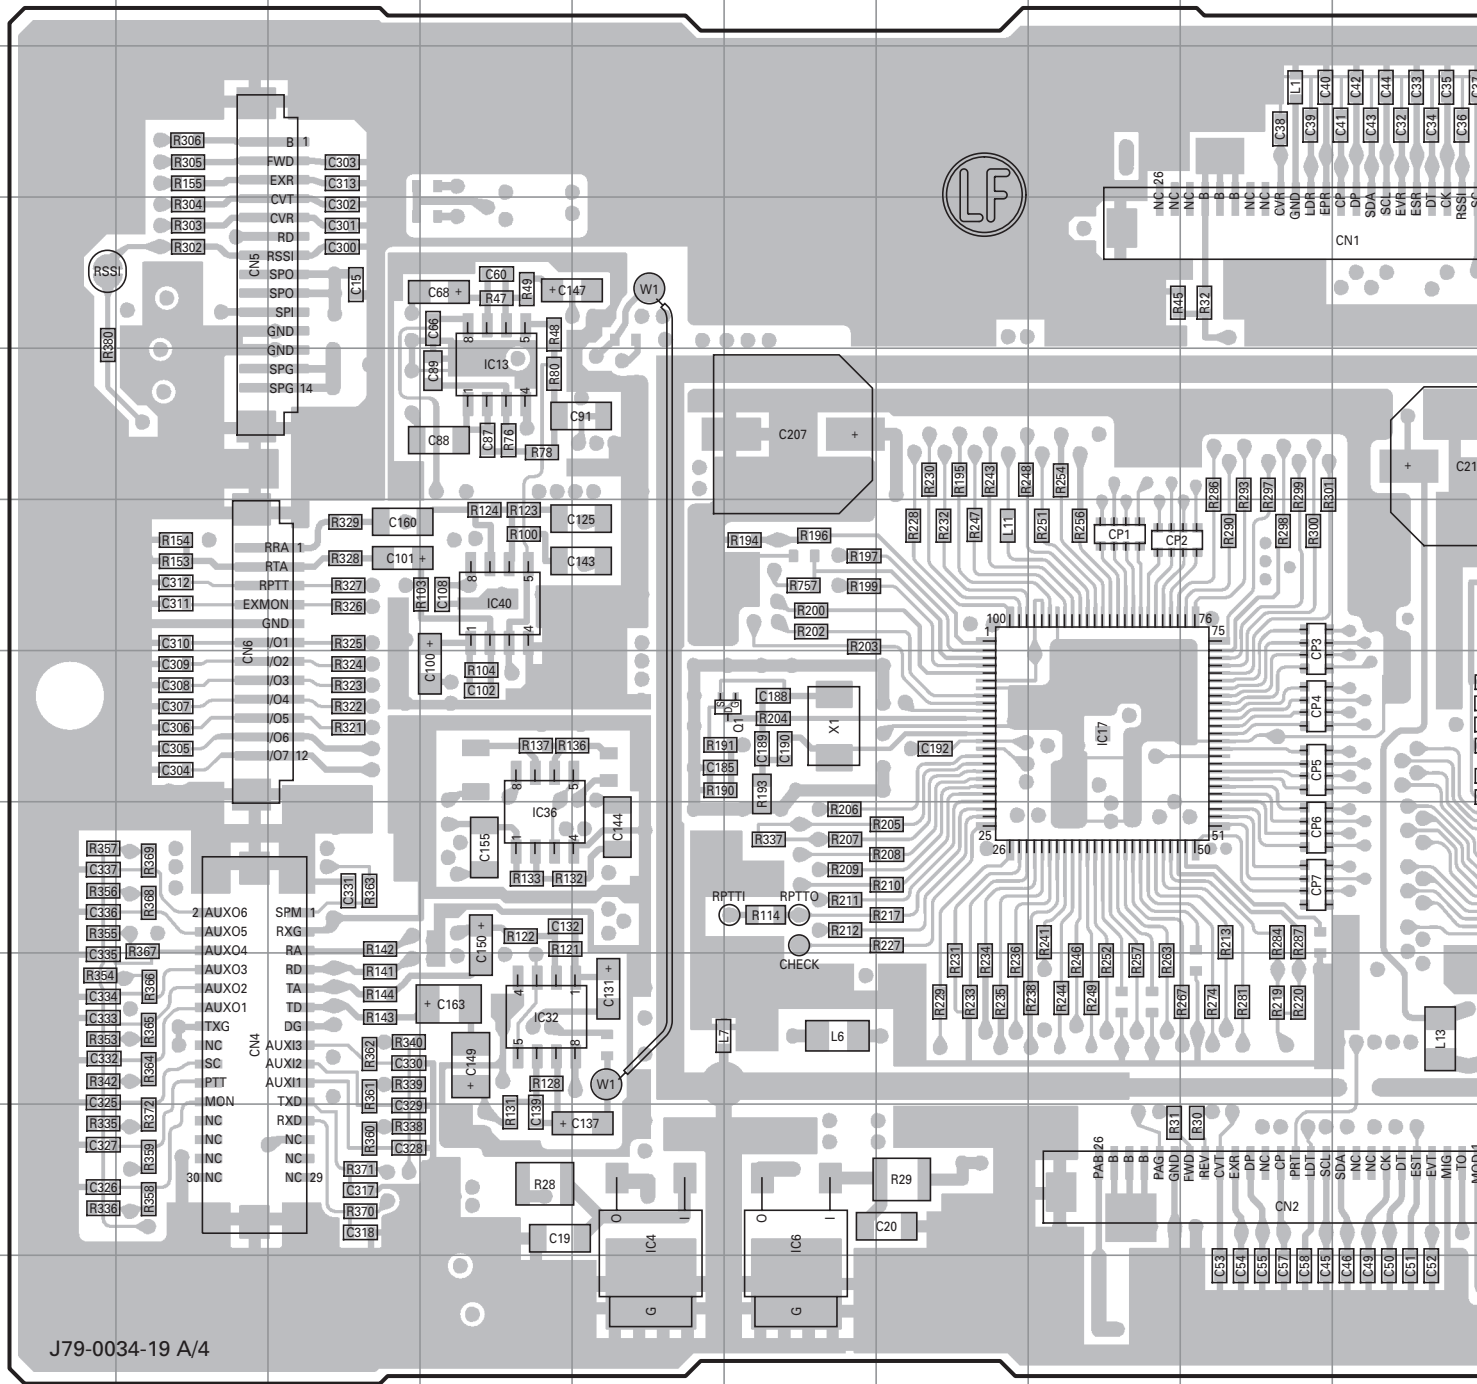 L1 C40 C42 C44 C33 C35
C38 C39 C41 C43 C32 C34 C36
R306 B 1
R305 FWD C303
R155 EXR C313
R304 CVT C302
R303 CVR C301
R302 RD C300
RSSI
SPO
SPO
SPI
GND
GND
SPG
SPG 14
CN5
C15
RSSI
R380
LF
26
NC NC NC B B B NC NC CVR GND LDR EPR CP DP SDA SCL EVR ESR DT CK RSSI
CN1
R45 R32
C60
C68 + R47 R49 + C147
W1
C66 8 5 R48
C89 IC13 R80
1 4 C91
C88 C87 R76 R78
C207 +
R230 R195 R243 R248 R254
R228 R232 R247 L11 R251 R256
CP1 CP2
R286 R293 R297 R299 R301
R290 R298 R300
+
C21
R154 RRA 1 R329 C160
R153 RTA R328 C101 +
C312 RPTT R327
C311 EXMON R326
GND
C310 I/O1 R325
C309 I/O2 R324
C308 I/O3 R323
C307 I/O4 R322
C306 I/O5 R321
C305 I/O6
C304 I/O7 12
CN6
R124 R123 C125
R100 C143
R103 C108 8 5
IC40
1 4
C100 +
R104
C102
R194 R196
R197
R757 R199
R200
R202
R203
100 76
1 75
IC17
25 51
26 50
CP3
CP4
CP5
CP6
CP7
S D G
Q1
C188
R204
X1
R191 C189 C190
C185
R190
R193
C192
R137 R136
8 5
IC36
1 4
C155 C144
R133 R132
R206
R205
R337 R207
R208
R209
R210
R211
R217
R212
R227
RPTTI R114 RPTTO
CHECK
R357 R369
C337
R356 R368
C336
R355
C335 R367
R354 R366
C334
C333 R365
R353
C332 R364
R342
C325 R372
R335
C327 R359
C326 R358
R336
C331 R363
2 AUXO6 SPM 1
AUXO5 RXG
AUXO4 RA R142
AUXO3 RD R141
AUXO2 TA R144
AUXO1 TD R143
TXG DG
NC AUXI3
SC AUXI2
PTT AUXI1
MON TXD
NC RXD
NC NC
NC NC
30 NC NC 29
CN4
R362 R340
C330
R361 R339
C329
R360 R338
C328
R371
C317
R370
C318
C150 + R122 C132
R121
4 1 + C131
+ C163 IC32
5 8
C149 +
R128 W1
R131 C139
+ C137
L7 L6
R231 R234 R236 R241 R246 R252 R257 R263 R213 R284 R287
R229 R233 R235 R238 R244 R249 R267 R274 R281 R219 R220
L13
R28 R29
C19 C20
O I
IC4
G
O I
IC6
G
R31 R30
26
PAB B B B PAG GND FWD REV CVT EXR DP NC CP PRT LDT SCL SDA NC NC CK DT EST EVT MIG TO
CN2
C53 C54 C55 C57 C58 C45 C46 C49 C50 C51 C52
J79-0034-19 A/4